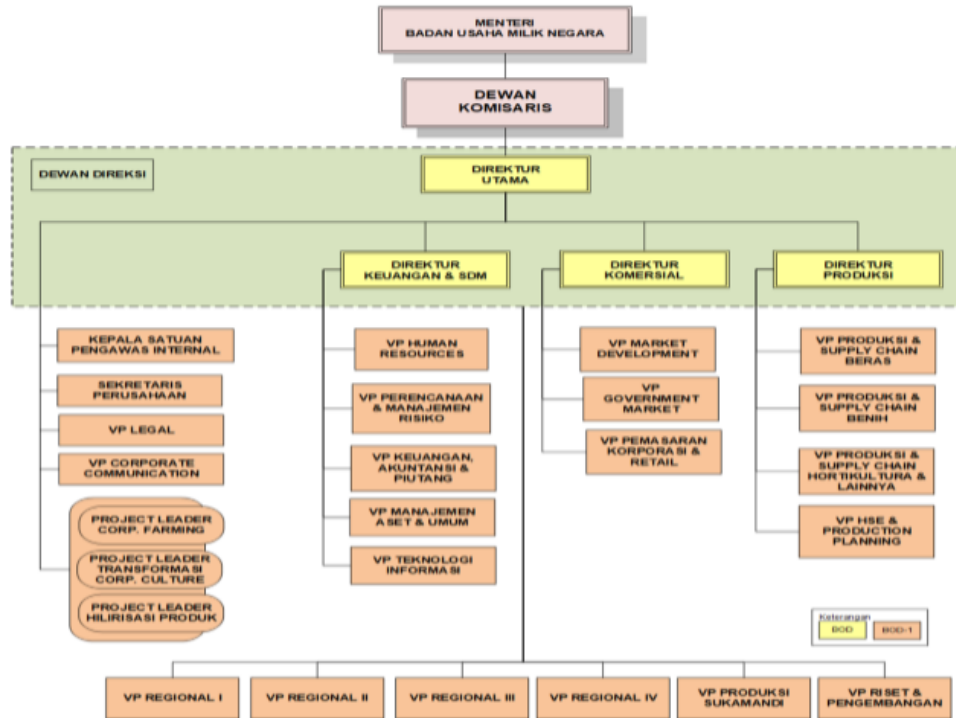 MENTERI
BADAN USAHA MILIK NEGARA
DEWAN
KOMISARIS
DEWAN DIREKSI
DIREKTUR
UTAMA
DIREKTUR
KEUANGAN & SDM
DIREKTUR
KOMERSIAL
DIREKTUR
PRODUKSI
KEPALA SATUAN
PENGAWAS INTERNAL
SEKRETARIS
PERUSAHAAN
VP LEGAL
VP CORPORATE
COMMUNICATION
PROJECT LEADER
CORP. FARMING
PROJECT LEADER
TRANSFORMASI
CORP. CULTURE
PROJECT LEADER
HILIRISASI PRODUK
VP HUMAN
RESOURCES
VP PERENCANAAN
& MANAJEMEN
RISIKO
VP KEUANGAN,
AKUNTANSI &
PIUTANG
VP MANAJEMEN
ASET & UMUM
VP TEKNOLOGI
INFORMASI
VP MARKET
DEVELOPMENT
VP
GOVERNMENT
MARKET
VP PEMASARAN
KORPORASI &
RETAIL
VP PRODUKSI &
SUPPLY CHAIN
BERAS
VP PRODUKSI &
SUPPLY CHAIN
BENIH
VP PRODUKSI &
SUPPLY CHAIN
HORTIKULTURA &
LAINNYA
VP HSE &
PRODUCTION
PLANNING
Keterangan
BOD
BOD-1
VP REGIONAL I
VP REGIONAL II
VP REGIONAL III
VP REGIONAL IV
VP PRODUKSI
SUKAMANDI
VP RISET &
PENGEMBANGAN